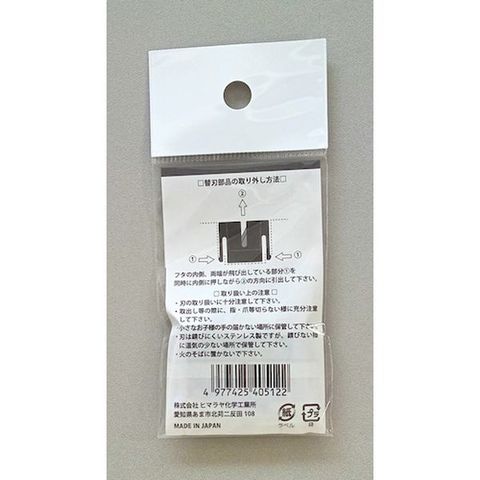 □替刃部品の取り外し方法□
②
① ①
フタの内側、両端が飛び出している部分①を
同時に内側に押しながら②の方向に引出して下さい。
□ 取り扱い上の注意 □
・刃の取り扱いに十分注意して下さい。
・取出し等の際に、指・爪等切らない様に充分注意
して下さい。
・小さなお子様の手の届かない場所に保管して下さい。
・刃は錆びにくいステンレス製ですが、錆びない様
に湿気の少ない場所で保管して下さい。
・火のそばに置かないで下さい。
4 977425 405122
株式会社 ヒマラヤ化学工業所
愛知県あま市北苅二反田 108
MADE IN JAPAN
紙
ラベル
プラ
袋